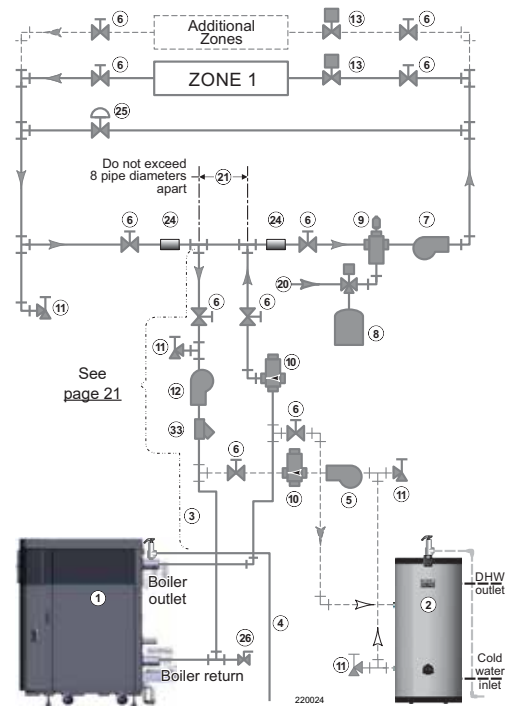 6
Additional
Zones
13
6
6
ZONE 1
13
6
25
Do not exceed
8 pipe diameters
apart
21
6
24
24
6
9
7
20
11
6
6
8
11
See
page 21
12
10
33
6
6
10
5
11
3
1
Boiler
outlet
4
2
DHW
outlet
26
11
Boiler return
Cold
water
inlet
220024